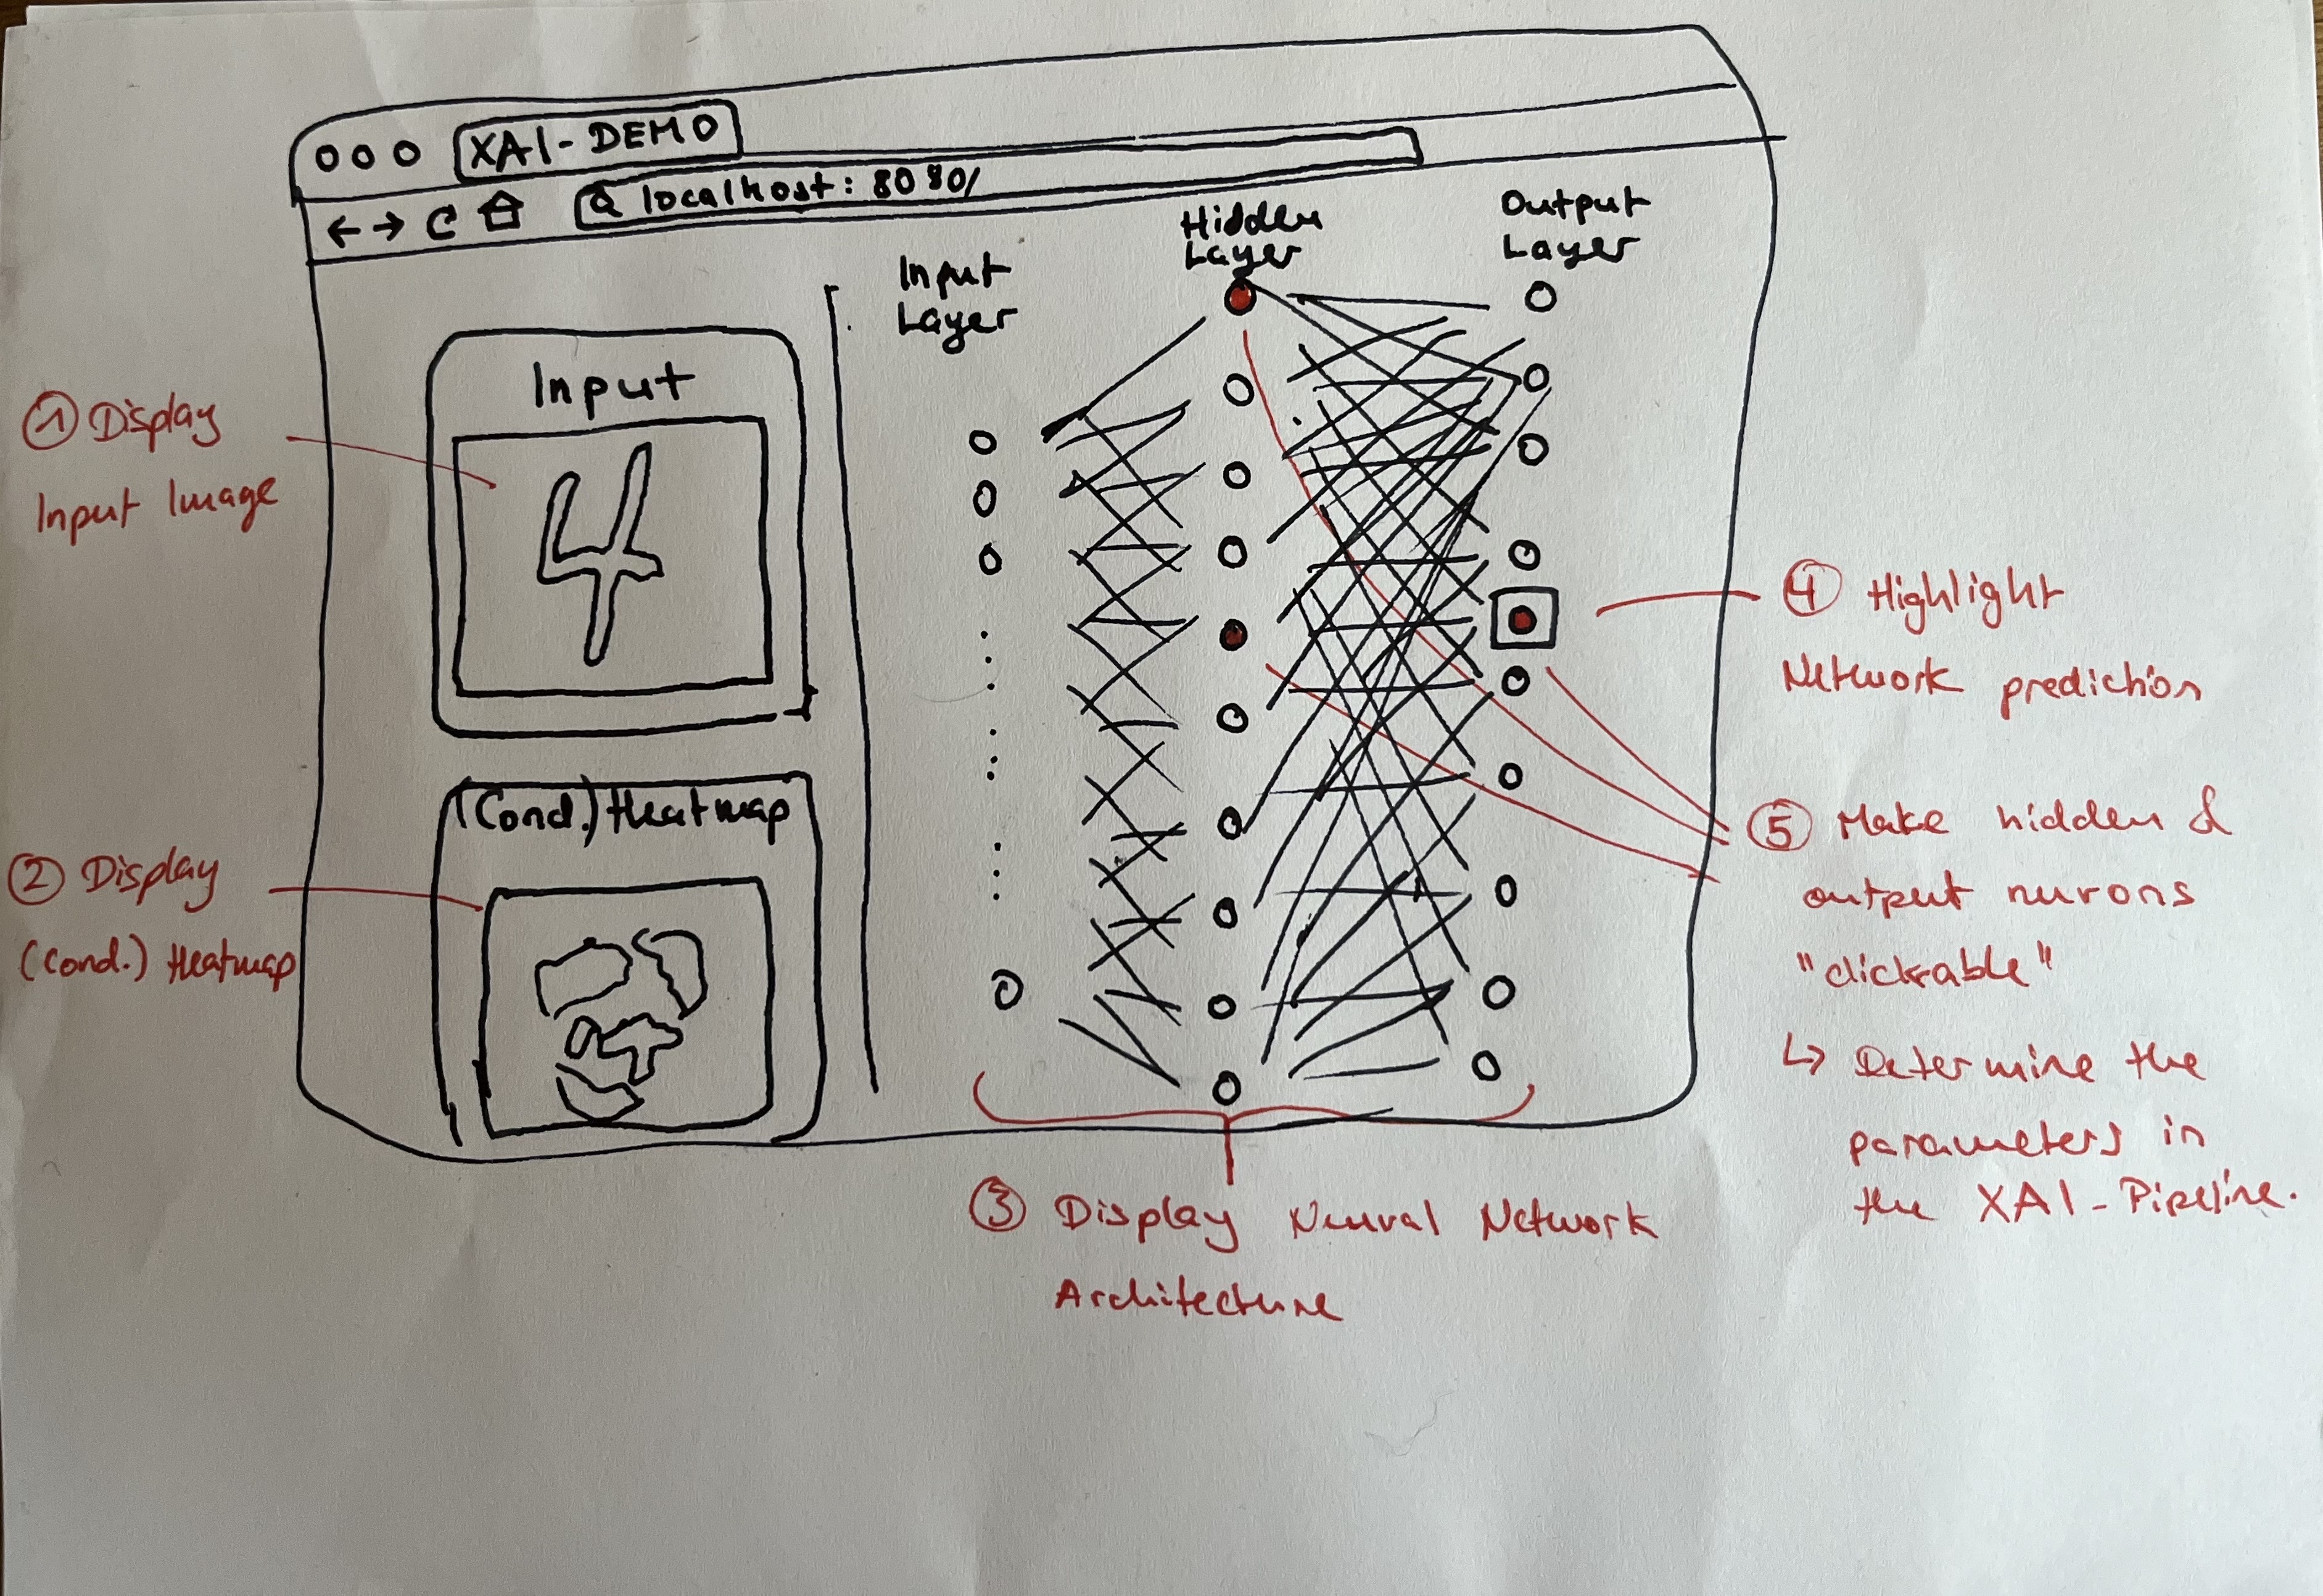 XAI-DEMO
localhost: 8080/
Input
Layer
Hidden
Layer
Output
Layer
Input
4
(Cond.) Heatmap
① Display
Input Image
② Display
(Cond.) Heatmap
③ Display Neural Network
Architecture
④ Highlight
Network prediction
⑤ Make hidden &
output nurons
"clickable"
↳ Determine the
parameters in
the XAI-Pipeline.